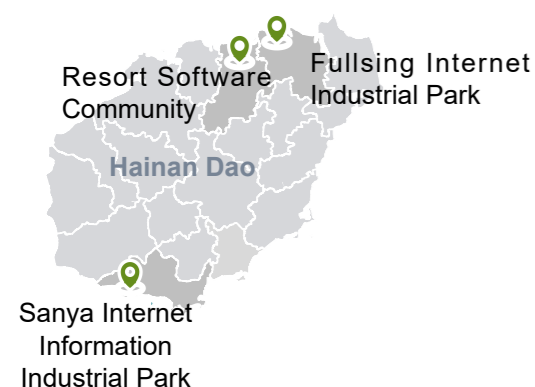 Resort Software
Community
Fullsing Internet
Industrial Park
Hainan Dao
Sanya Internet
Information
Industrial Park